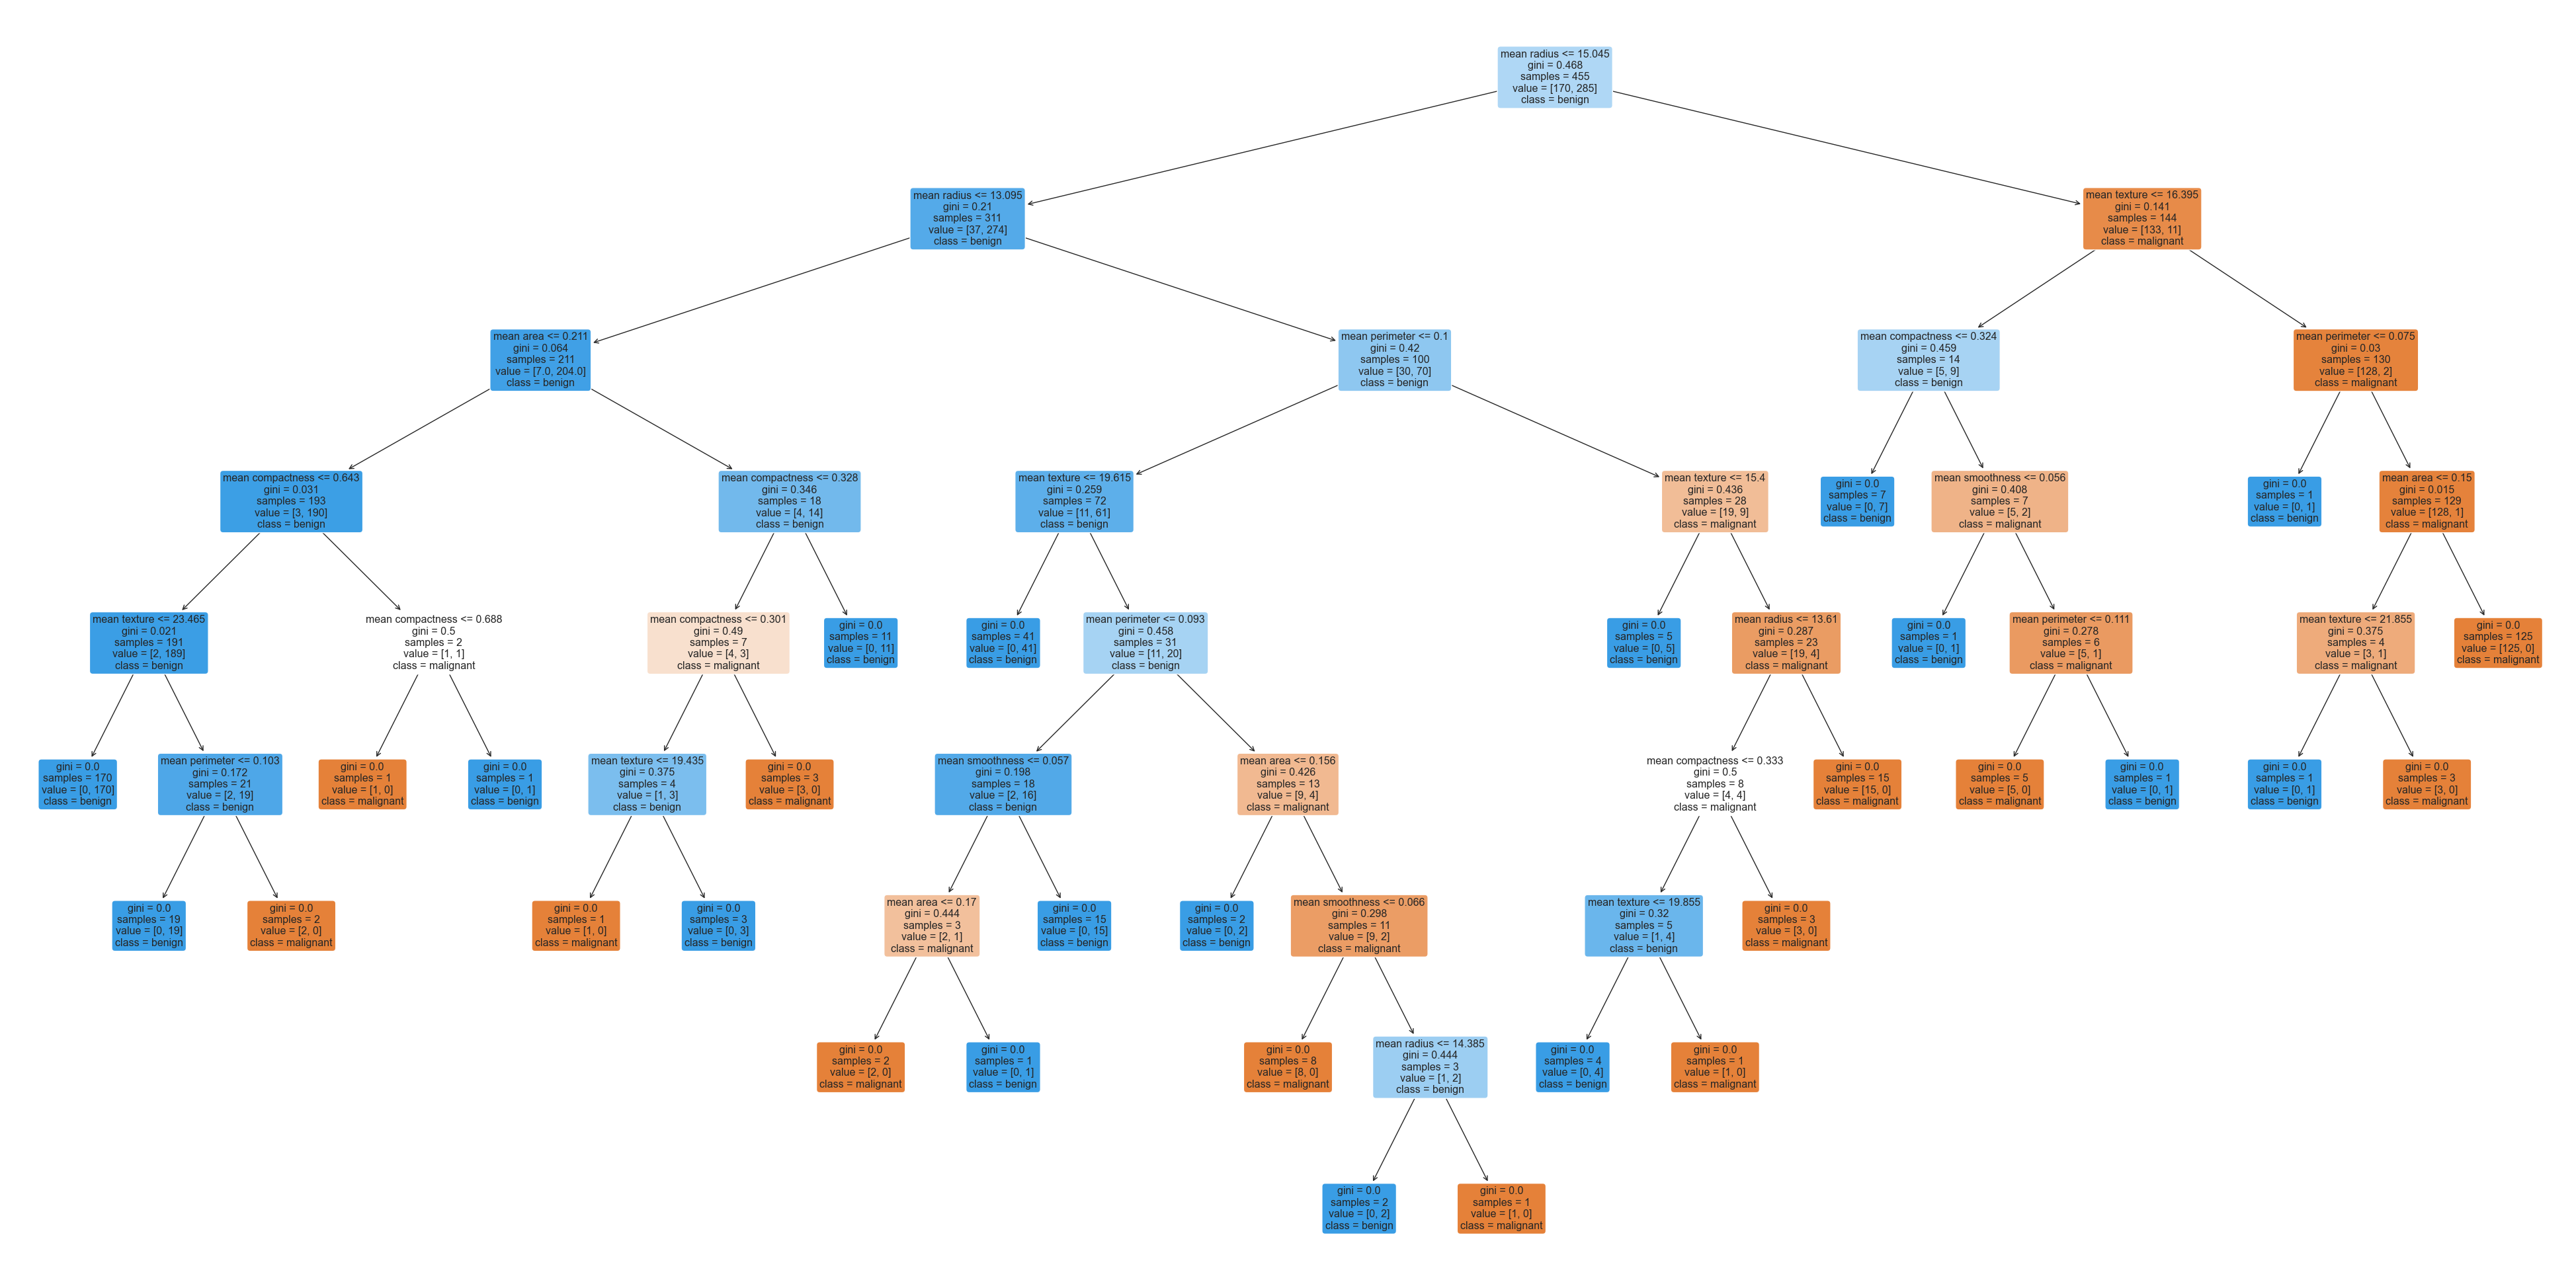 mean radius <= 15.045
gini = 0.468
samples = 455
value = [170, 285]
class = benign
mean radius <= 13.095
gini = 0.21
samples = 311
value = [37, 274]
class = benign
mean texture <= 16.395
gini = 0.141
samples = 144
value = [133, 11]
class = malignant
mean area <= 0.211
gini = 0.064
samples = 211
value = [7.0, 204.0]
class = benign
mean perimeter <= 0.1
gini = 0.42
samples = 100
value = [30, 70]
class = benign
mean compactness <= 0.324
gini = 0.459
samples = 14
value = [5, 9]
class = benign
mean perimeter <= 0.075
gini = 0.03
samples = 130
value = [128, 2]
class = malignant
mean compactness <= 0.643
gini = 0.031
samples = 193
value = [3, 190]
class = benign
mean compactness <= 0.328
gini = 0.346
samples = 18
value = [4, 14]
class = benign
mean texture <= 19.615
gini = 0.259
samples = 72
value = [11, 61]
class = benign
mean texture <= 15.4
gini = 0.436
samples = 28
value = [19, 9]
class = malignant
gini = 0.0
samples = 7
value = [0, 7]
class = benign
mean smoothness <= 0.056
gini = 0.408
samples = 7
value = [5, 2]
class = malignant
gini = 0.0
samples = 1
value = [0, 1]
class = benign
mean area <= 0.15
gini = 0.015
samples = 129
value = [128, 1]
class = malignant
mean texture <= 23.465
gini = 0.021
samples = 191
value = [2, 189]
class = benign
mean compactness <= 0.688
gini = 0.5
samples = 2
value = [1, 1]
class = malignant
mean compactness <= 0.301
gini = 0.49
samples = 7
value = [4, 3]
class = malignant
gini = 0.0
samples = 11
value = [0, 11]
class = benign
gini = 0.0
samples = 41
value = [0, 41]
class = benign
mean perimeter <= 0.093
gini = 0.458
samples = 31
value = [11, 20]
class = benign
gini = 0.0
samples = 5
value = [0, 5]
class = benign
mean radius <= 13.61
gini = 0.287
samples = 23
value = [19, 4]
class = malignant
gini = 0.0
samples = 1
value = [0, 1]
class = benign
mean perimeter <= 0.111
gini = 0.278
samples = 6
value = [5, 1]
class = malignant
mean texture <= 21.855
gini = 0.375
samples = 4
value = [3, 1]
class = malignant
gini = 0.0
samples = 125
value = [125, 0]
class = malignant
gini = 0.0
samples = 170
value = [0, 170]
class = benign
mean perimeter <= 0.103
gini = 0.172
samples = 21
value = [2, 19]
class = benign
gini = 0.0
samples = 1
value = [1, 0]
class = malignant
gini = 0.0
samples = 1
value = [0, 1]
class = benign
mean texture <= 19.435
gini = 0.375
samples = 4
value = [1, 3]
class = benign
gini = 0.0
samples = 3
value = [3, 0]
class = malignant
mean smoothness <= 0.057
gini = 0.198
samples = 18
value = [2, 16]
class = benign
mean area <= 0.156
gini = 0.426
samples = 13
value = [9, 4]
class = malignant
mean compactness <= 0.333
gini = 0.5
samples = 8
value = [4, 4]
class = malignant
gini = 0.0
samples = 15
value = [15, 0]
class = malignant
gini = 0.0
samples = 5
value = [5, 0]
class = malignant
gini = 0.0
samples = 1
value = [0, 1]
class = benign
gini = 0.0
samples = 1
value = [0, 1]
class = benign
gini = 0.0
samples = 3
value = [3, 0]
class = malignant
gini = 0.0
samples = 19
value = [0, 19]
class = benign
gini = 0.0
samples = 2
value = [2, 0]
class = malignant
gini = 0.0
samples = 1
value = [1, 0]
class = malignant
gini = 0.0
samples = 3
value = [0, 3]
class = benign
mean area <= 0.17
gini = 0.444
samples = 3
value = [2, 1]
class = malignant
gini = 0.0
samples = 15
value = [0, 15]
class = benign
gini = 0.0
samples = 2
value = [0, 2]
class = benign
mean smoothness <= 0.066
gini = 0.298
samples = 11
value = [9, 2]
class = malignant
mean texture <= 19.855
gini = 0.32
samples = 5
value = [1, 4]
class = benign
gini = 0.0
samples = 3
value = [3, 0]
class = malignant
gini = 0.0
samples = 2
value = [2, 0]
class = malignant
gini = 0.0
samples = 1
value = [0, 1]
class = benign
gini = 0.0
samples = 8
value = [8, 0]
class = malignant
mean radius <= 14.385
gini = 0.444
samples = 3
value = [1, 2]
class = benign
gini = 0.0
samples = 4
value = [0, 4]
class = benign
gini = 0.0
samples = 1
value = [1, 0]
class = malignant
gini = 0.0
samples = 2
value = [0, 2]
class = benign
gini = 0.0
samples = 1
value = [1, 0]
class = malignant